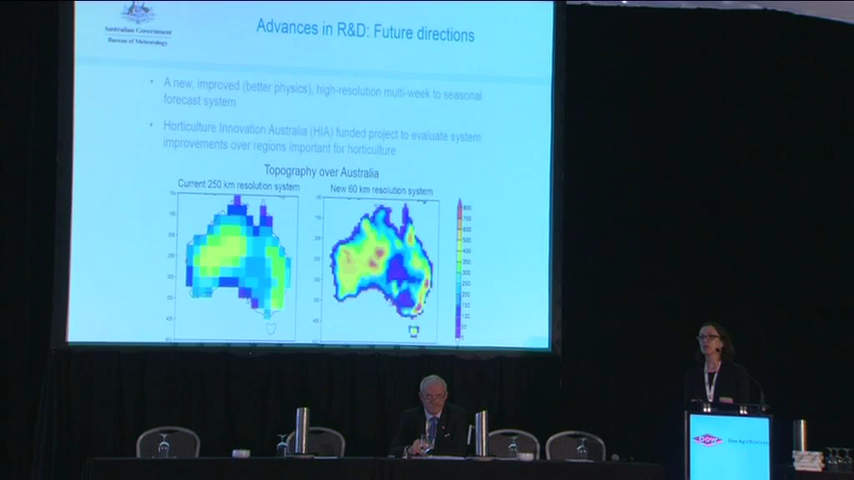 Australian Government
Bureau of Meteorology
Advances in R&D: Future directions
• A new, improved (better physics), high-resolution multi-week to seasonal
forecast system
• Horticulture Innovation Australia (HIA) funded project to evaluate system
improvements over regions important for horticulture
Topography over Australia
Current 250 km resolution system
New 60 km resolution system
Dow
Dow AgroSciences